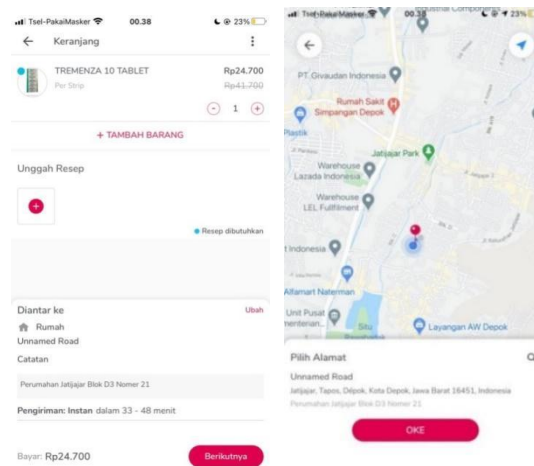 Tsel-PakaiMasker
00.38
23%
Keranjang
TREMENZA 10 TABLET
Rp24.700
Per Strip
Rp41.700
1
+ TAMBAH BARANG
Unggah Resep
Resep dibutuhkan
Diantar ke
Ubah
Rumah
Unnamed Road
Catatan
Perumahan Jatijajar Blok D3 Nomer 21
Pengiriman: Instan dalam 33 - 48 menit
Bayar: Rp24.700
Berikutnya
Tsel-PakaiMasker
00.38
23%
PT. Givaudan Indonesia
Rumah Sakit
Simpangan Depok
Plastik
Jatijajar Park
Warehouse
Lazada Indonesia
Warehouse
LEL Fullfilment
t Indonesia
Alfamart Naterman
Unit Pusat
Situ
Layangan AW Depok
Pilih Alamat
Unnamed Road
Jatijajar, Tapos, Depok, Kota Depok, Jawa Barat 16451, Indonesia
Perumahan Jatijajar Blok D3 Nomer 21
OKE